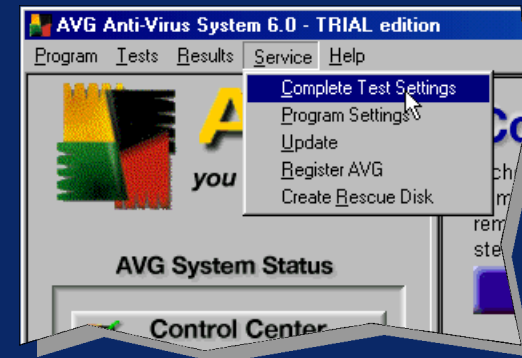 AVG Anti-Virus System 6.0 - TRIAL edition
Program Tests Results Service Help
Complete Test Settings
Program Settings
Update
Register AVG
Create Rescue Disk
you
AVG System Status
Control Center